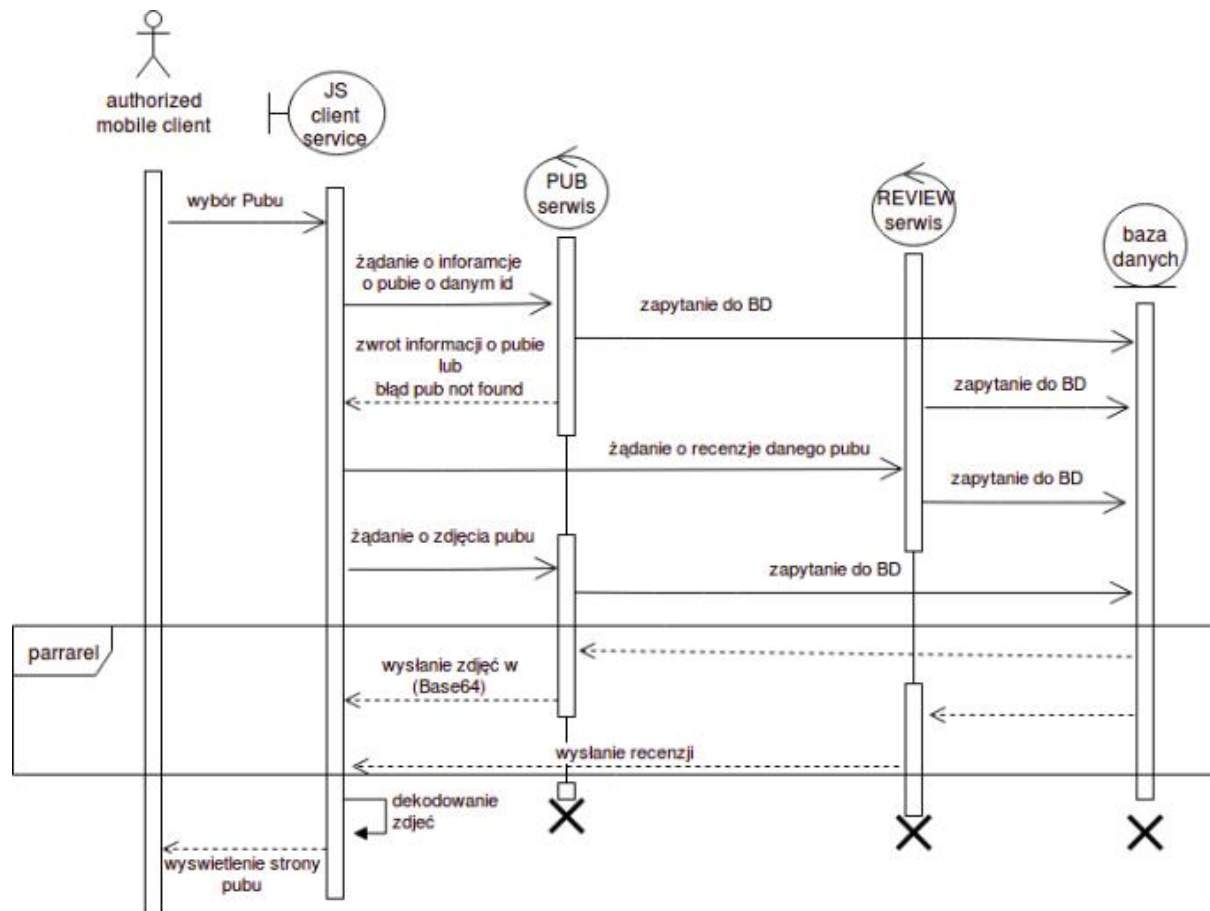 authorized
mobile client
JS
client
service
PUB
serwis
REVIEW
serwis
baza
danych
wybór Pubu
żądanie o inforamcje
o pubie o danym id
zapytanie do BD
zwrot informacji o pubie
lub
błąd pub not found
zapytanie do BD
żądanie o recenzje danego pubu
zapytanie do BD
żądanie o zdjęcia pubu
zapytanie do BD
parrarel
wysłanie zdjęć w
(Base64)
wysłanie recenzji
dekodowanie
zdjeć
wyswietlenie strony
pubu